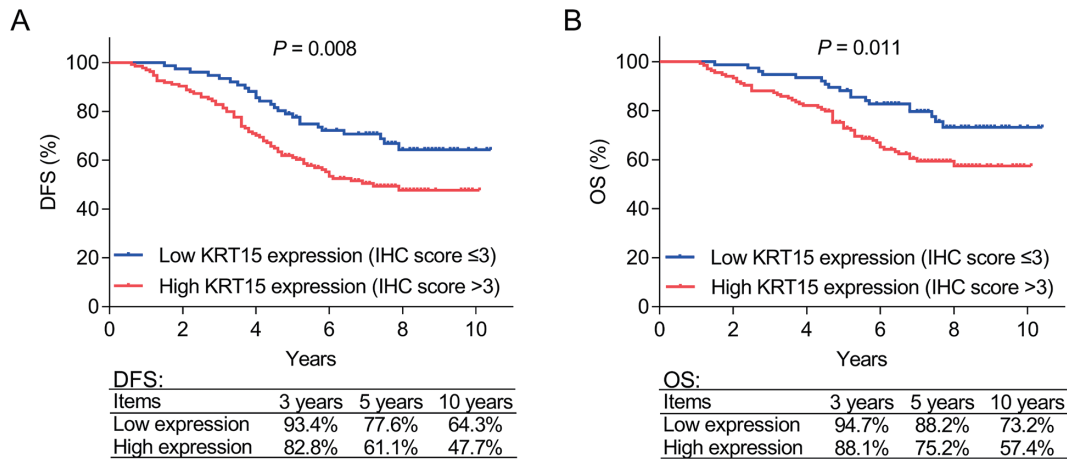 A
P = 0.008
100
80
60
40
20
0
DFS (%)
Low KRT15 expression (IHC score ≤3)
High KRT15 expression (IHC score >3)
0 2 4 6 8 10
Years
DFS:
Items 3 years 5 years 10 years
Low expression 93.4% 77.6% 64.3%
High expression 82.8% 61.1% 47.7%
B
P = 0.011
100
80
60
40
20
0
OS (%)
Low KRT15 expression (IHC score ≤3)
High KRT15 expression (IHC score >3)
0 2 4 6 8 10
Years
OS:
Items 3 years 5 years 10 years
Low expression 94.7% 88.2% 73.2%
High expression 88.1% 75.2% 57.4%